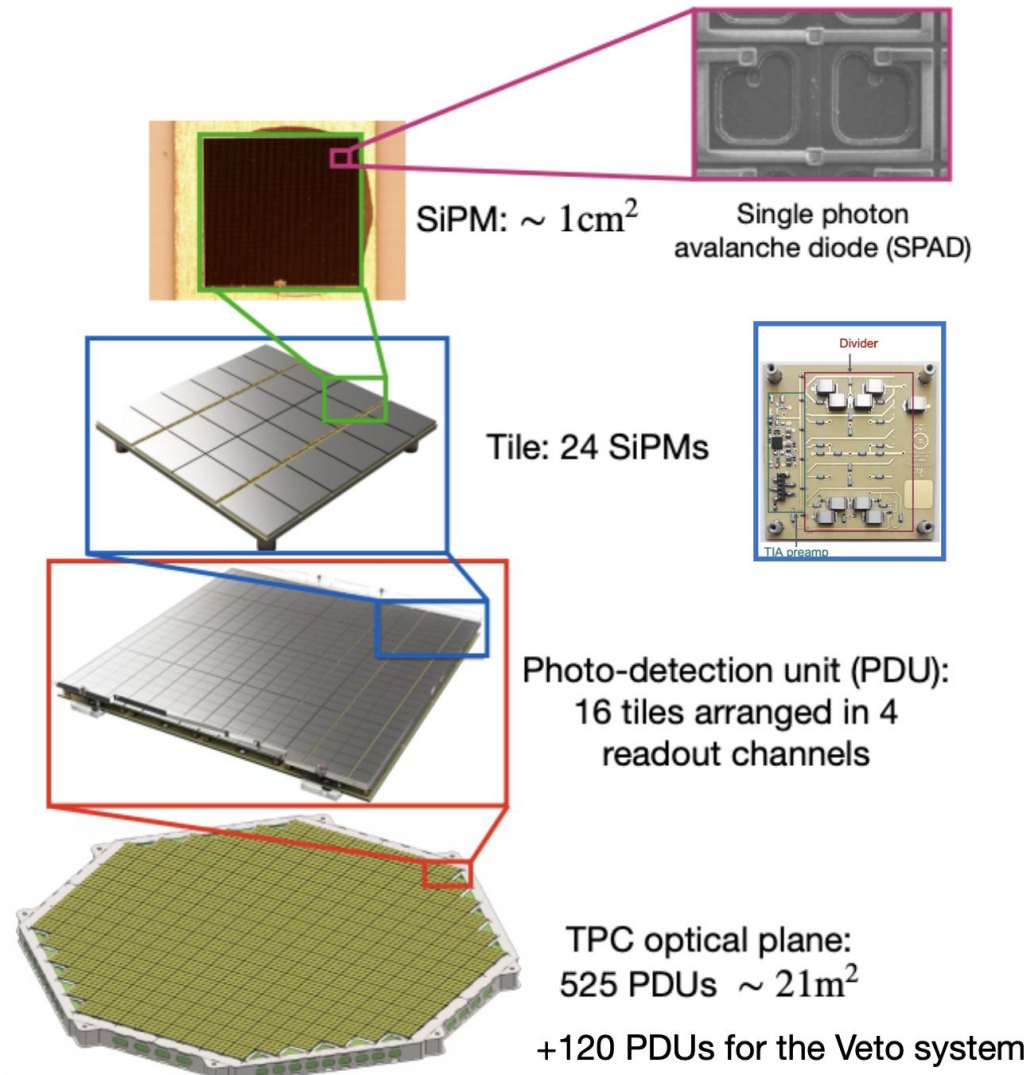 SiPM: ~ 1cm²
Single photon
avalanche diode (SPAD)
Divider
Tile: 24 SiPMs
TIA preamp
Photo-detection unit (PDU):
16 tiles arranged in 4
readout channels
TPC optical plane:
525 PDUs ~ 21m²
+120 PDUs for the Veto system